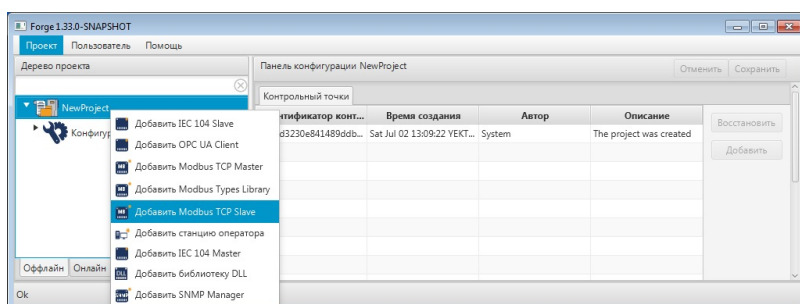 Forge 1.33.0-SNAPSHOT
Проект Пользователь Помощь
Дерево проекта
Панель конфигурации NewProject
Отменить Сохранить
Контрольный точки
NewProject
Время создания Автор Описание
Sat Jul 02 13:09:22 YEKT... System The project was created
Восстановить
Добавить
Добавить IEC 104 Slave
Добавить OPC UA Client
Добавить Modbus TCP Master
Добавить Modbus Types Library
Добавить Modbus TCP Slave
Добавить станцию оператора
Добавить IEC 104 Master
Добавить библиотеку DLL
Добавить SNMP Manager
Оффлайн Онлайн
Ok